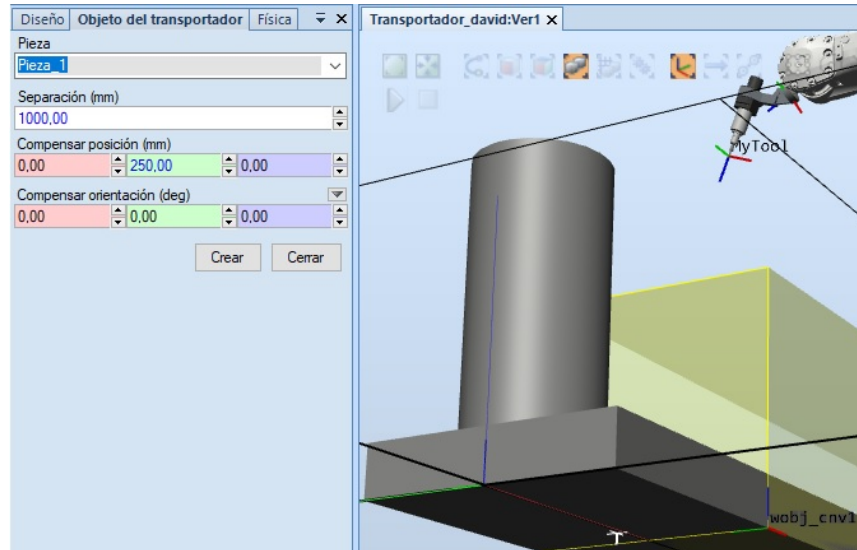 Diseño Objeto del transportador Física
Pieza
Pieza_1
Separación (mm)
1000,00
Compensar posición (mm)
0,00 250,00 0,00
Compensar orientación (deg)
0,00 0,00 0,00
Crear Cerrar
Transportador_david:Ver1
MyTool
wobj_cnv1